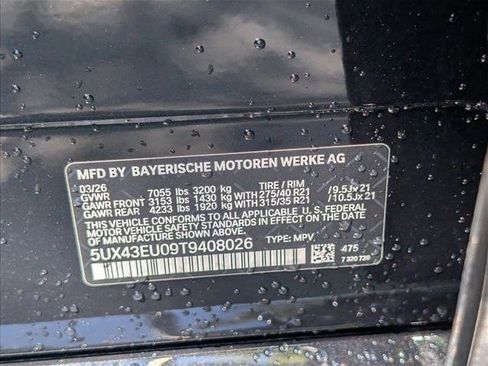 MFD BY BAYERISCHE MOTOREN WERKE AG
03/26
GVWR 7055 lbs 3200 kg TIRE / RIM
GAWR FRONT 3153 lbs 1430 kg WITH 275/40 R21 /9.5Jx21
GAWR REAR 4233 lbs 1920 kg WITH 315/35 R21 /10.5Jx21
THIS VEHICLE CONFORMS TO ALL APPLICABLE U.S. FEDERAL
MOTOR VEHICLE SAFETY STANDARDS IN EFFECT ON THE DATE OF
MANUFACTURE SHOWN ABOVE.
5UX43EU09T9408026 TYPE: MPV 475
7 320 720